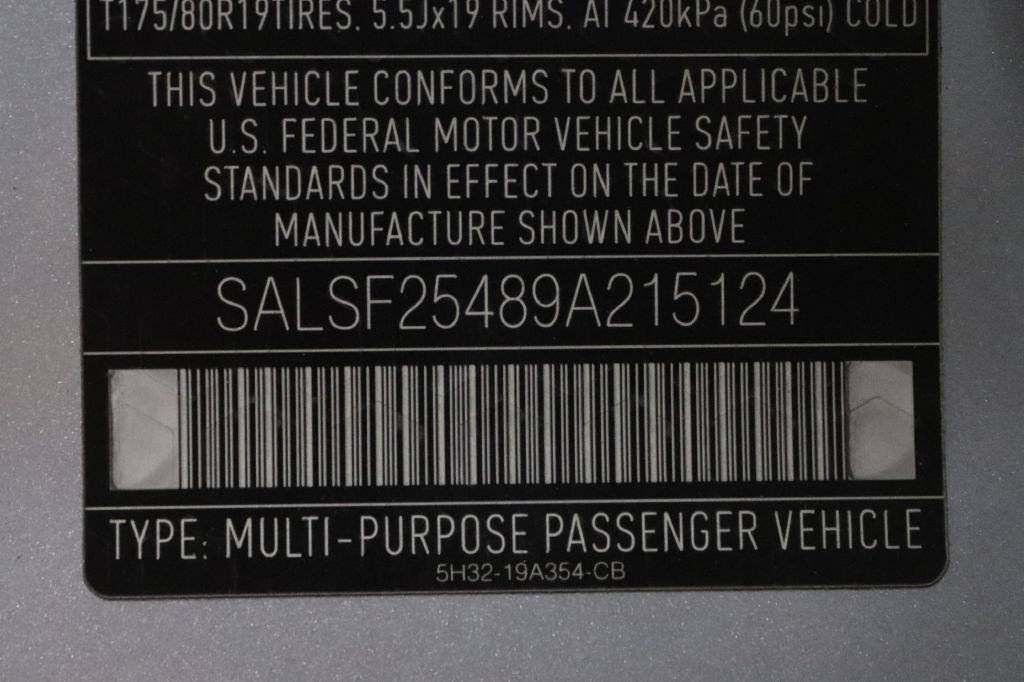 T175/80R19TIRES, 5.5Jx19 RIMS, AT 420kPa (60psi) COLD
THIS VEHICLE CONFORMS TO ALL APPLICABLE
U.S. FEDERAL MOTOR VEHICLE SAFETY
STANDARDS IN EFFECT ON THE DATE OF
MANUFACTURE SHOWN ABOVE
SALSF25489A215124
TYPE: MULTI-PURPOSE PASSENGER VEHICLE
5H32-19A354-CB